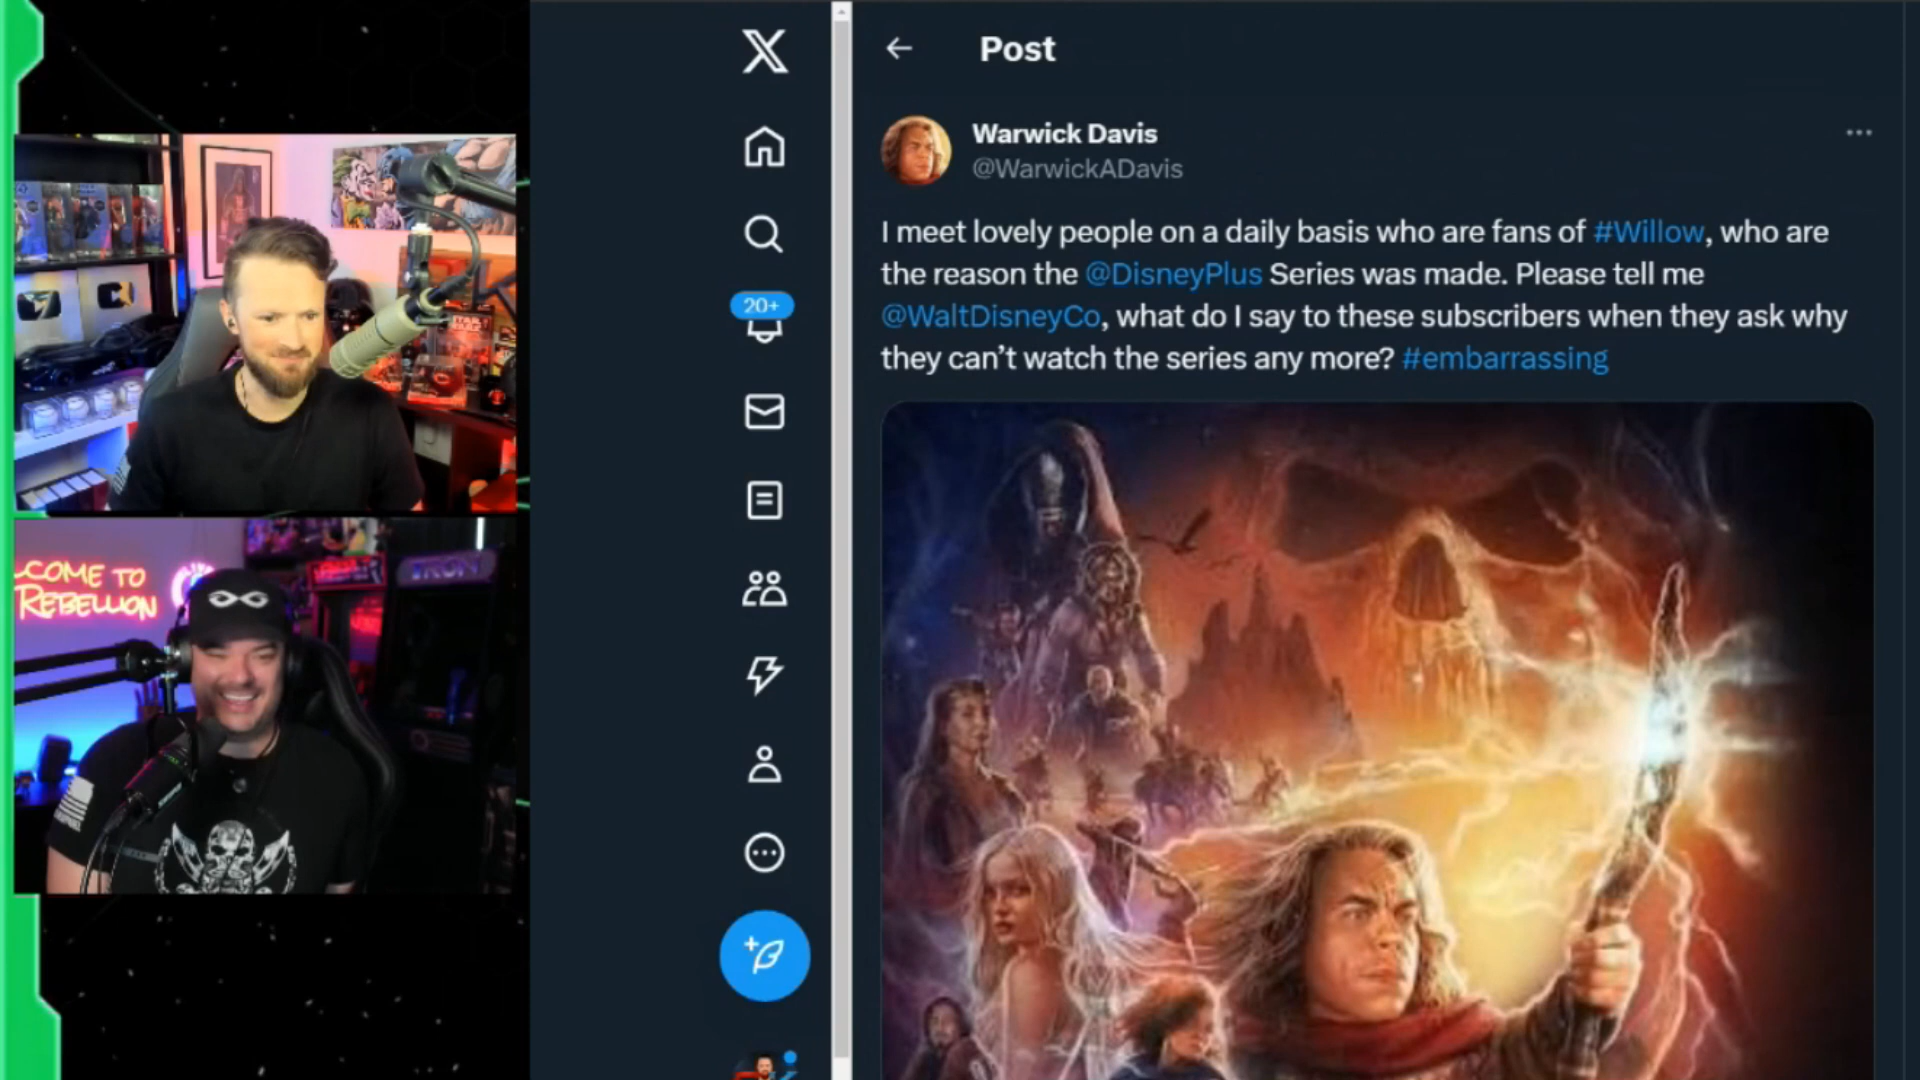 Post
Warwick Davis
@WarwickADavis
I meet lovely people on a daily basis who are fans of #Willow, who are
the reason the @DisneyPlus Series was made. Please tell me
@WaltDisneyCo, what do I say to these subscribers when they ask why
they can’t watch the series any more? #embarrassing
20+
LCOME TO
REBELLION
TRON
STAR